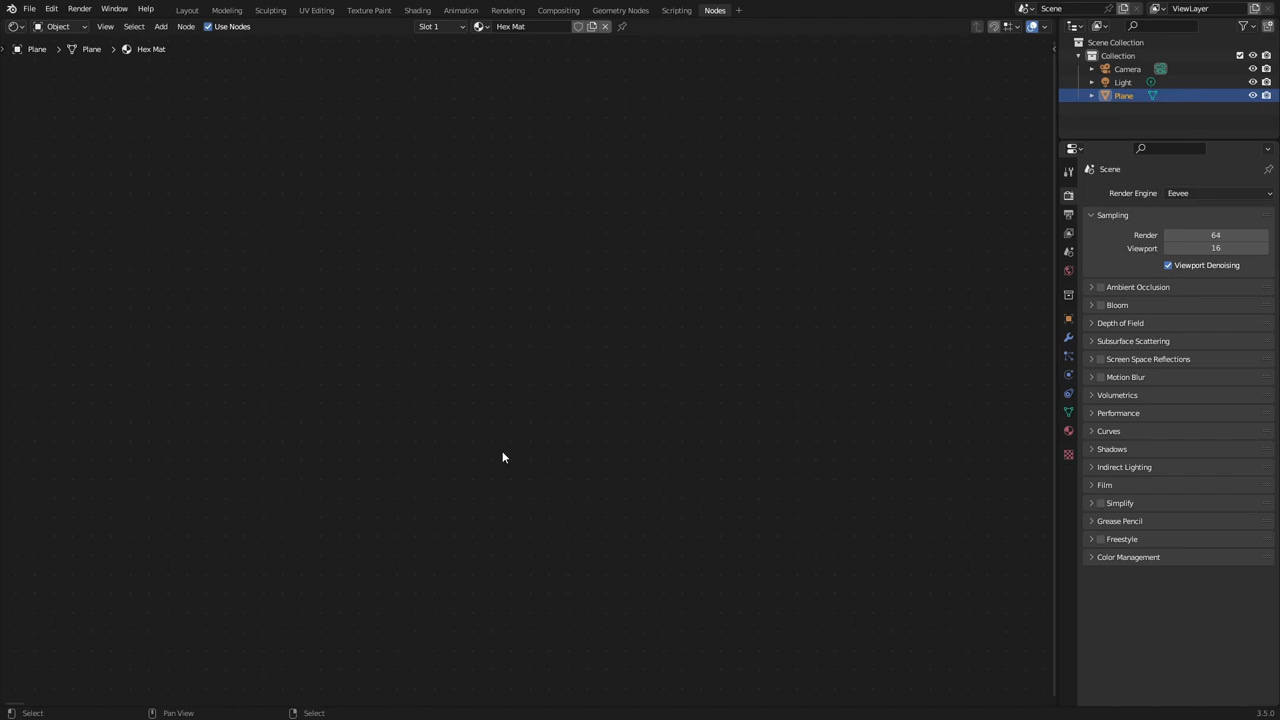 File Edit Render Window Help Layout Modeling Sculpting UV Editing Texture Paint Shading Animation Rendering Compositing Geometry Nodes Scripting Nodes + Scene ViewLayer
Object View Select Add Node Use Nodes Slot 1 Hex Mat
Plane > Plane > Hex Mat
Scene Collection
Collection
Camera
Light
Plane
Scene
Render Engine Eevee
Sampling
Render 64
Viewport 16
Viewport Denoising
Ambient Occlusion
Bloom
Depth of Field
Subsurface Scattering
Screen Space Reflections
Motion Blur
Volumetrics
Performance
Curves
Shadows
Indirect Lighting
Film
Simplify
Grease Pencil
Freestyle
Color Management
Select Pan View Select 3.5.0